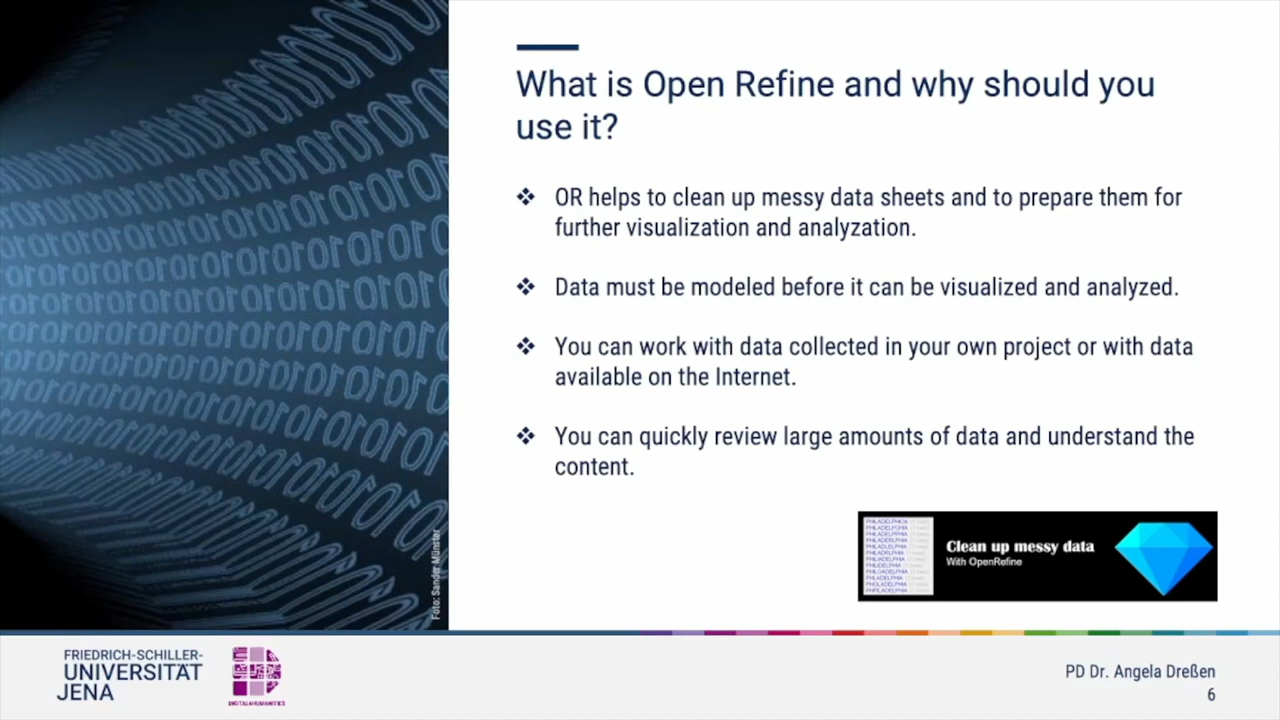 What is Open Refine and why should you
use it?
❖ OR helps to clean up messy data sheets and to prepare them for
further visualization and analyzation.
❖ Data must be modeled before it can be visualized and analyzed.
❖ You can work with data collected in your own project or with data
available on the Internet.
❖ You can quickly review large amounts of data and understand the
content.
Clean up messy data
With OpenRefine
Foto: Sander Münster
FRIEDRICH-SCHILLER-
UNIVERSITÄT
JENA
DIGITAL4HUMANITIES
PD Dr. Angela Dreßen
6